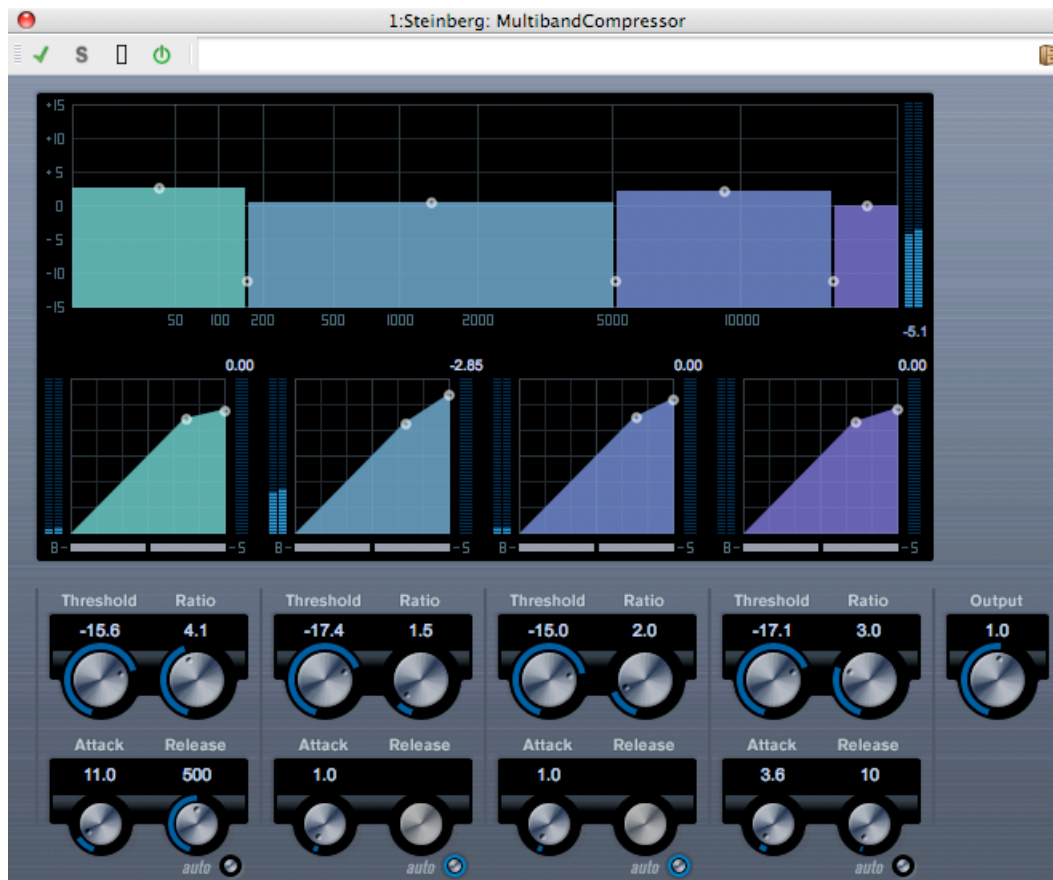 1:Steinberg: MultibandCompressor
S
+15
+10
+5
0
-5
-10
-15
50 100 200 500 1000 2000 5000 10000
-5.1
0.00 -2.85 0.00 0.00
B- -S B- -S B- -S B- -S
Threshold Ratio Threshold Ratio Threshold Ratio Threshold Ratio Output
-15.6 4.1 -17.4 1.5 -15.0 2.0 -17.1 3.0 1.0
Attack Release Attack Release Attack Release Attack Release
11.0 500 1.0 1.0 3.6 10
auto auto auto auto